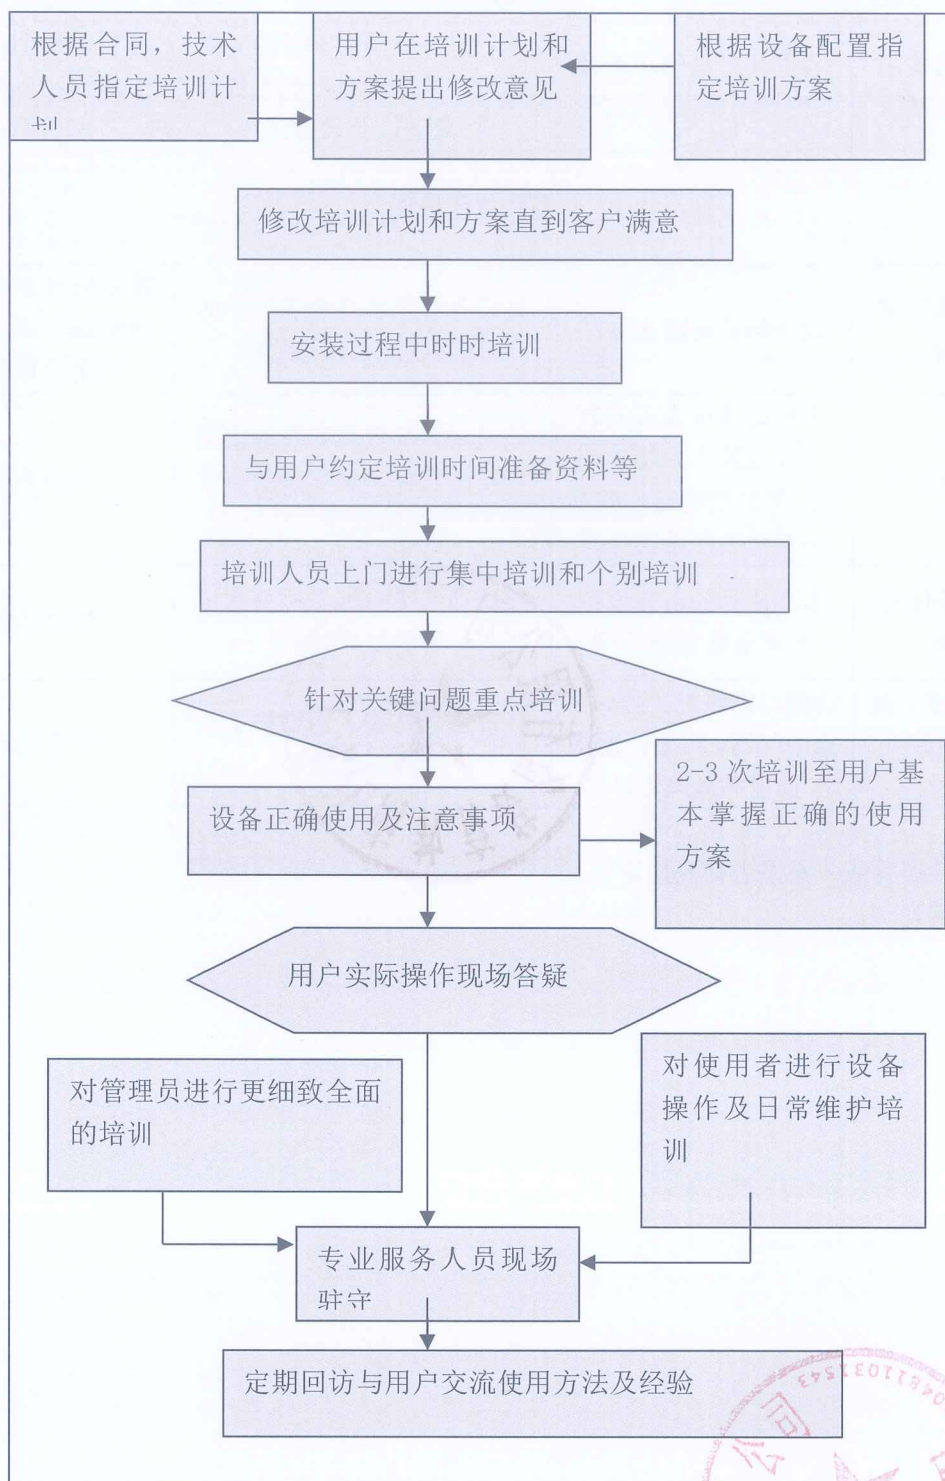 根据合同，技术
人员指定培训计
划
用户在培训计划和
方案提出修改意见
根据设备配置指
定培训方案
修改培训计划和方案直到客户满意
安装过程中时时培训
与用户约定培训时间准备资料等
培训人员上门进行集中培训和个别培训
针对关键问题重点培训
设备正确使用及注意事项
2-3 次培训至用户基
本掌握正确的使用
方案
用户实际操作现场答疑
对管理员进行更细致全面
的培训
对使用者进行设备
操作及日常维护培
训
专业服务人员现场
驻守
定期回访与用户交流使用方法及经验
公司